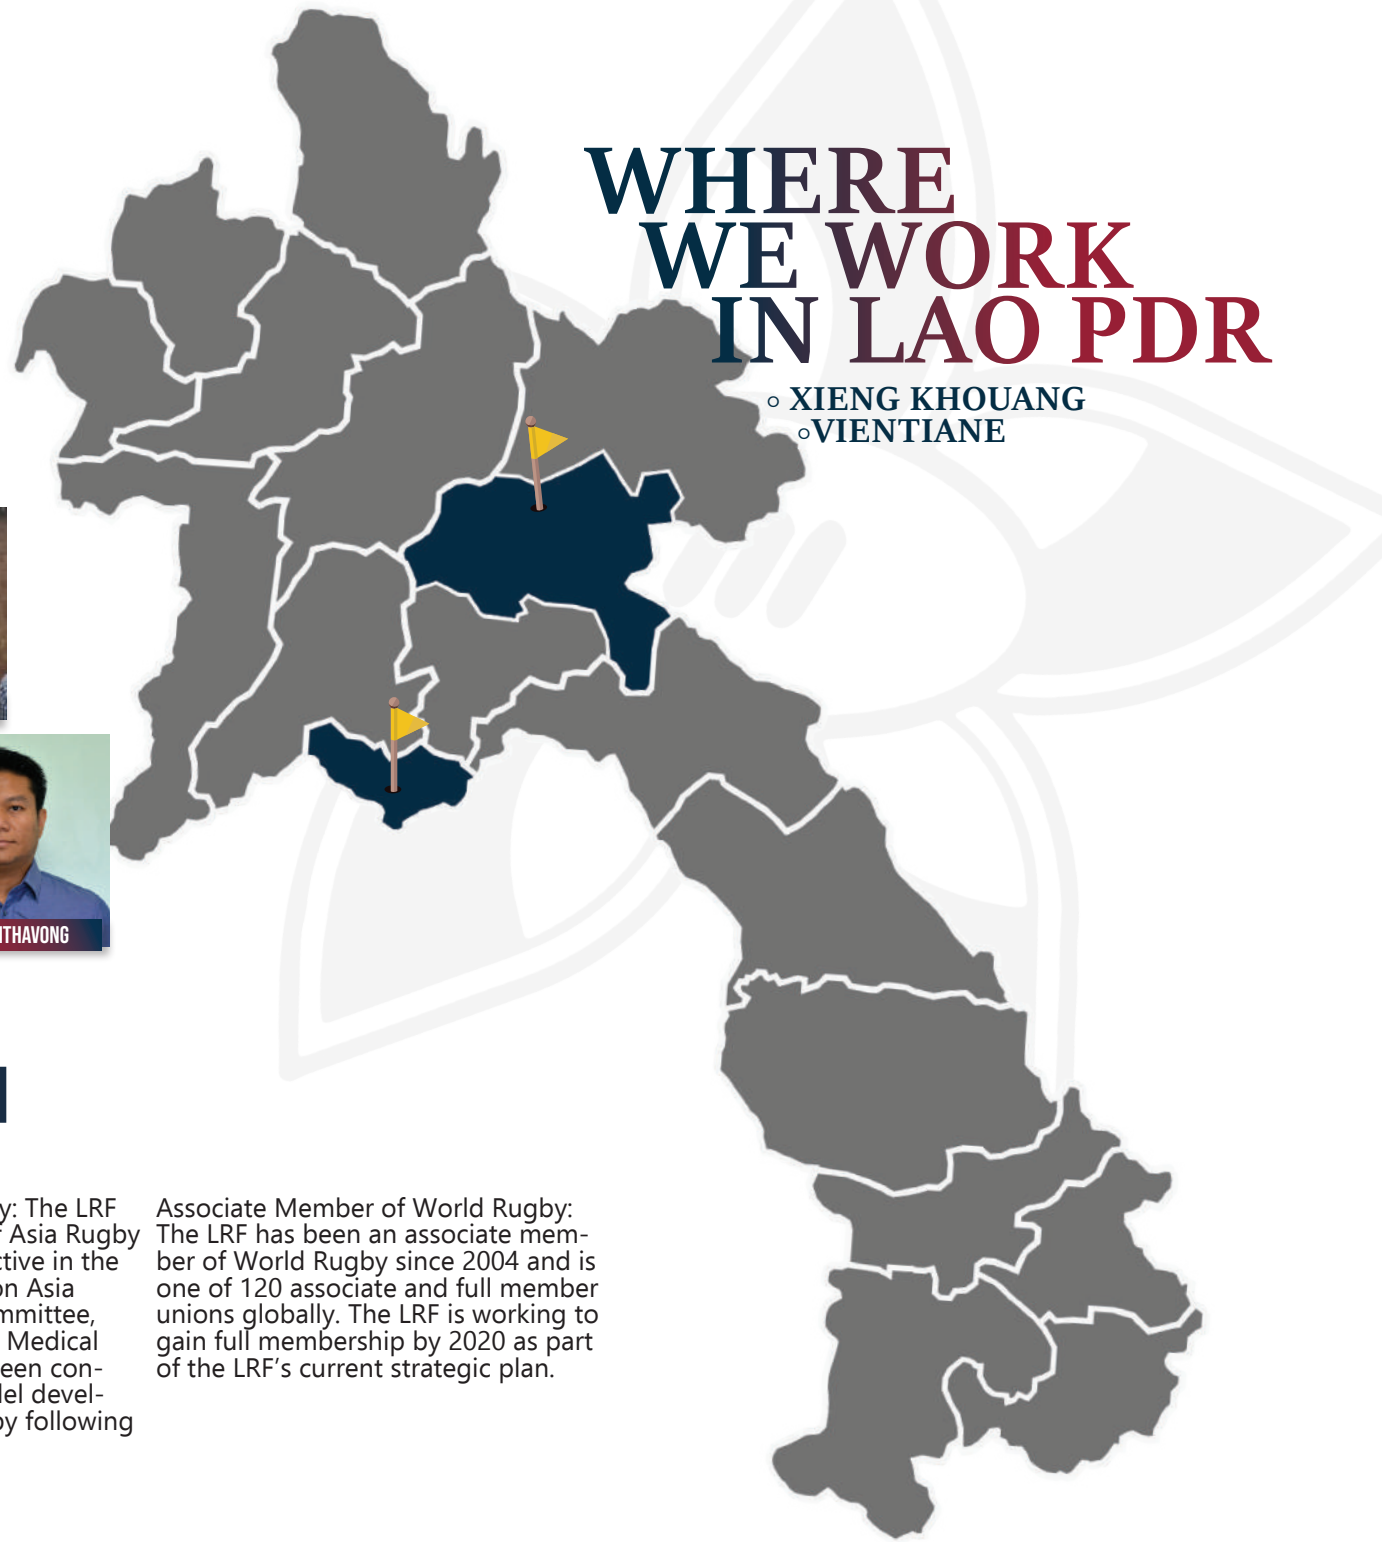 WHERE
WE WORK
IN LAO PDR
◦ XIENG KHOUANG
◦VIENTIANE
ITHAVONG
y: The LRF
Asia Rugby
ctive in the
on Asia
mmittee,
Medical
een con-
del devel-
by following
Associate Member of World Rugby:
The LRF has been an associate mem-
ber of World Rugby since 2004 and is
one of 120 associate and full member
unions globally. The LRF is working to
gain full membership by 2020 as part
of the LRF's current strategic plan.